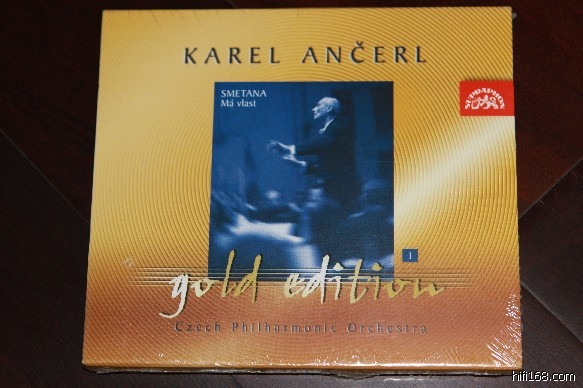 KAREL ANČERL
SMETANA
Má vlast
SUPRAPHON
1
gold edition
Czech Philharmonic Orchestra
hifi168.com